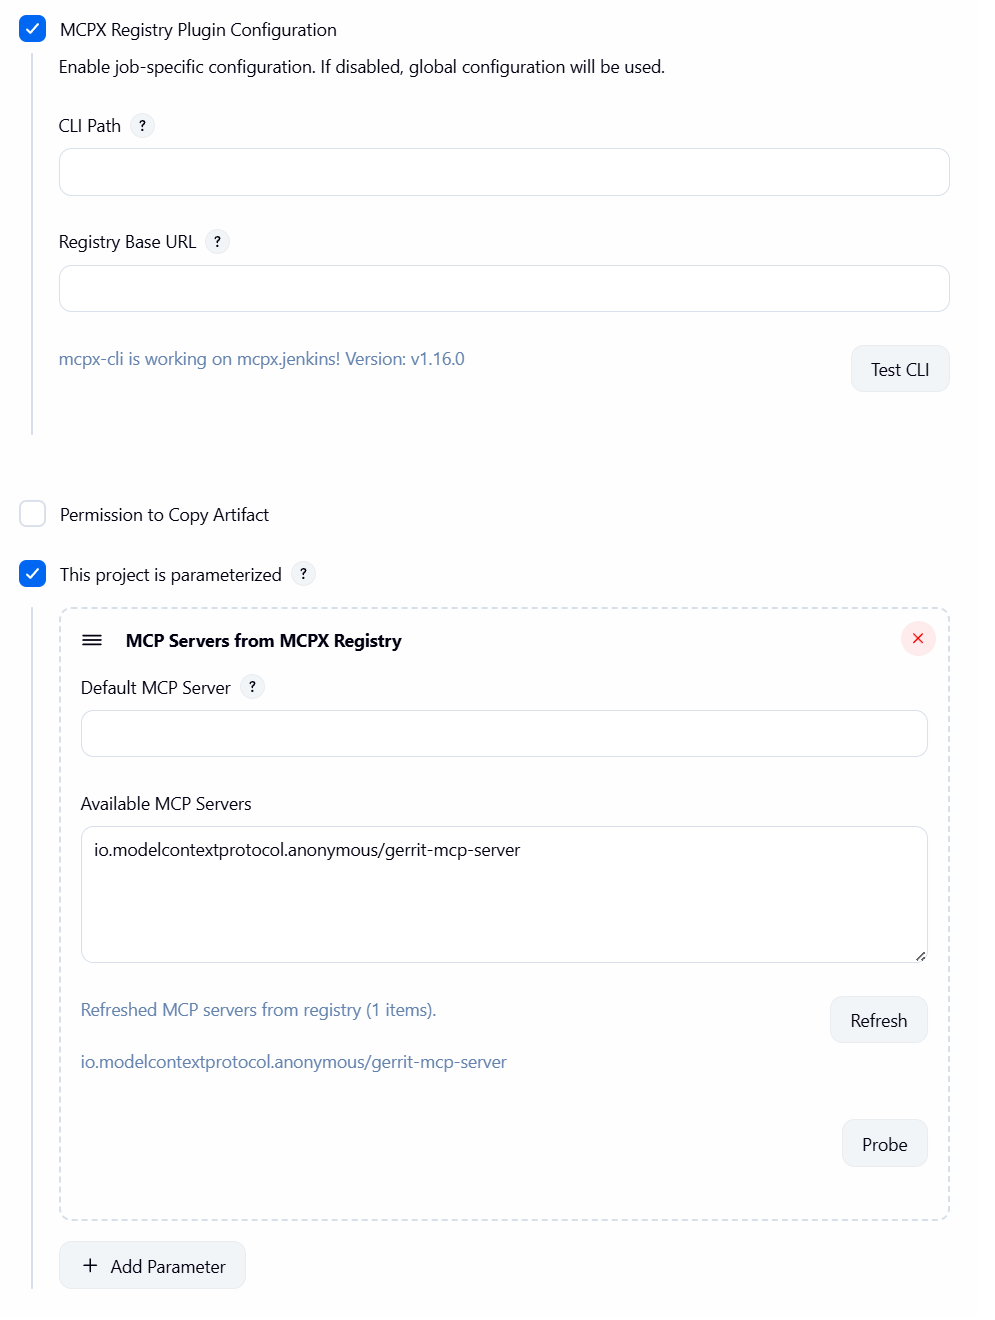 MCPX Registry Plugin Configuration
Enable job-specific configuration. If disabled, global configuration will be used.
CLI Path ?
Registry Base URL ?
mcpx-cli is working on mcpx.jenkins! Version: v1.16.0
Test CLI
Permission to Copy Artifact
This project is parameterized ?
MCP Servers from MCPX Registry
Default MCP Server ?
Available MCP Servers
io.modelcontextprotocol.anonymous/gerrit-mcp-server
Refreshed MCP servers from registry (1 items).
Refresh
io.modelcontextprotocol.anonymous/gerrit-mcp-server
Probe
+ Add Parameter